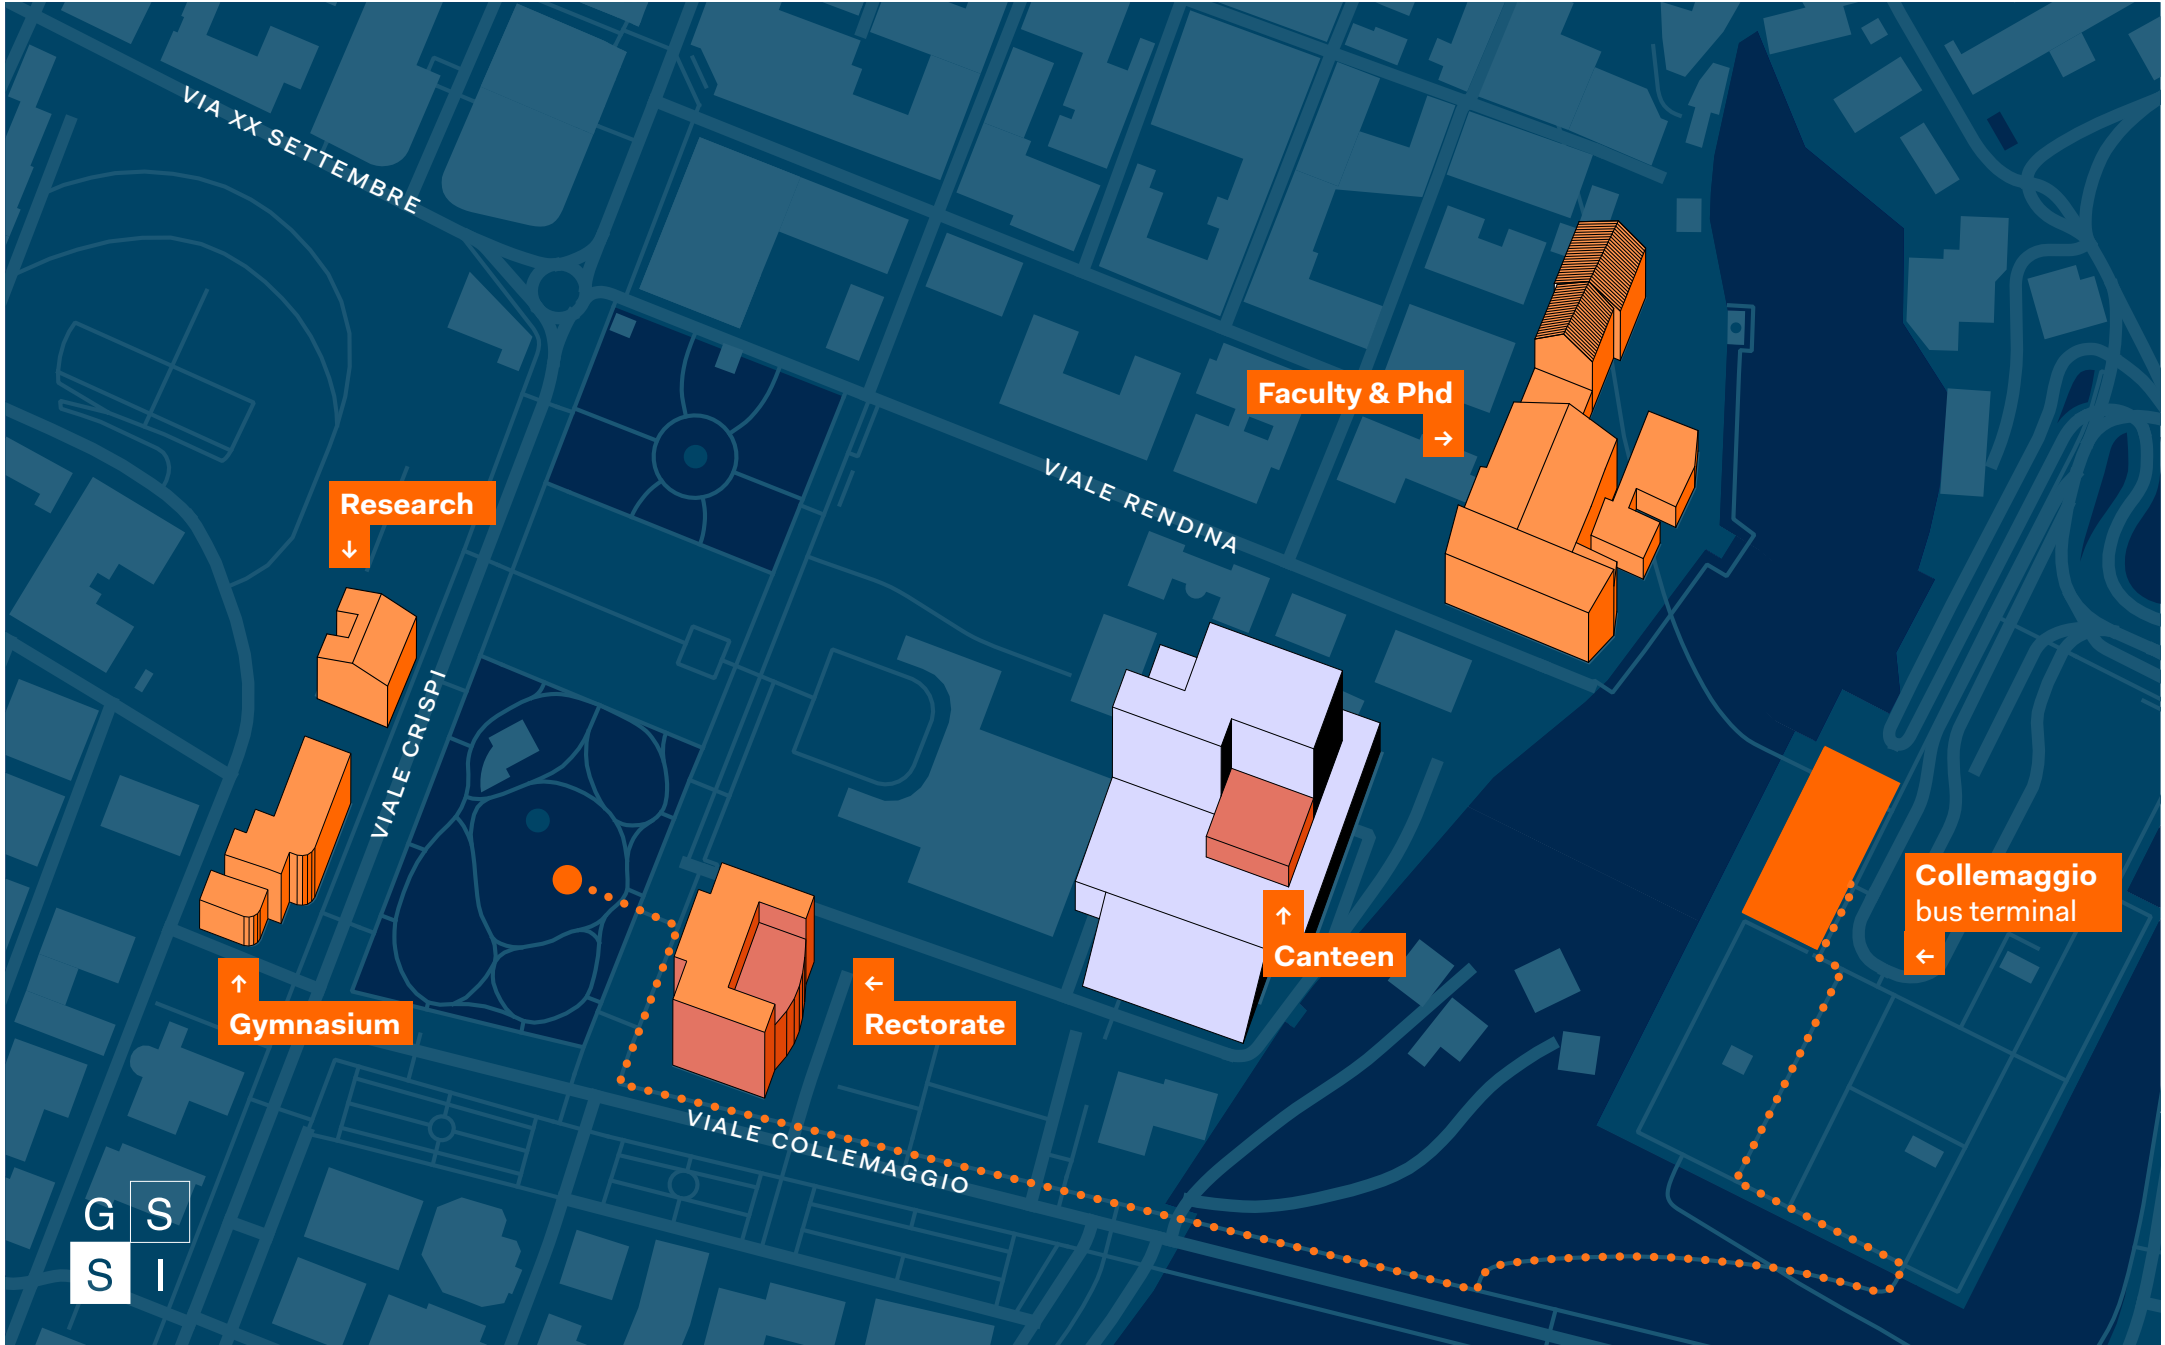 VIA XX SETTEMBRE
Faculty & Phd
→
VIALE RENDINA
Research
↓
VIALE CRISPI
Collemaggio
bus terminal
←
↑
Canteen
↑
Gymnasium
←
Rectorate
VIALE COLLEMAGGIO
G S
S I